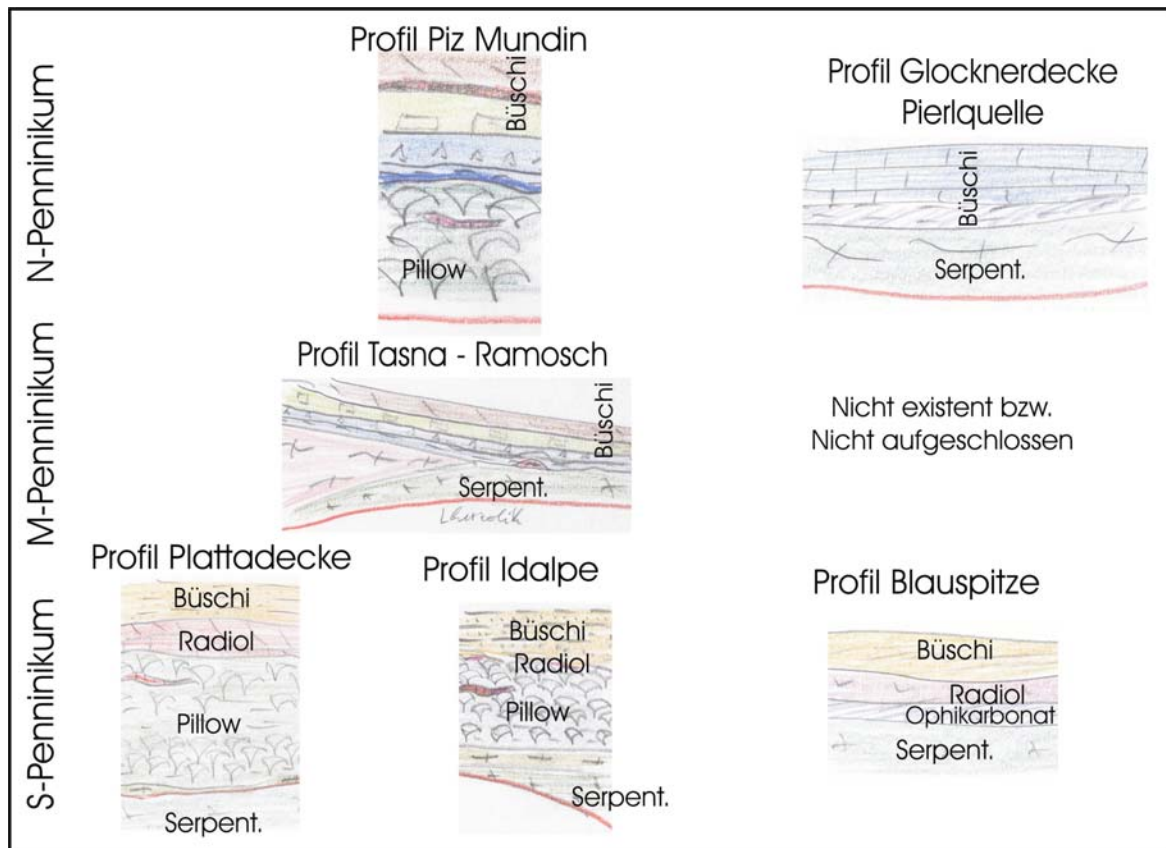 N-Penninikum
Profil Piz Mundin
Büschi
Pillow
Profil Glocknerdecke
Pierlquelle
Büschi
Serpent.
M-Penninikum
Profil Tasna - Ramosch
Büschi
Serpent.
Nicht existent bzw.
Nicht aufgeschlossen
S-Penninikum
Profil Plattadecke
Büschi
Radiol
Pillow
Serpent.
Profil Idalpe
Büschi
Radiol
Pillow
Serpent.
Profil Blauspitze
Büschi
Radiol
Ophikarbonat
Serpent.